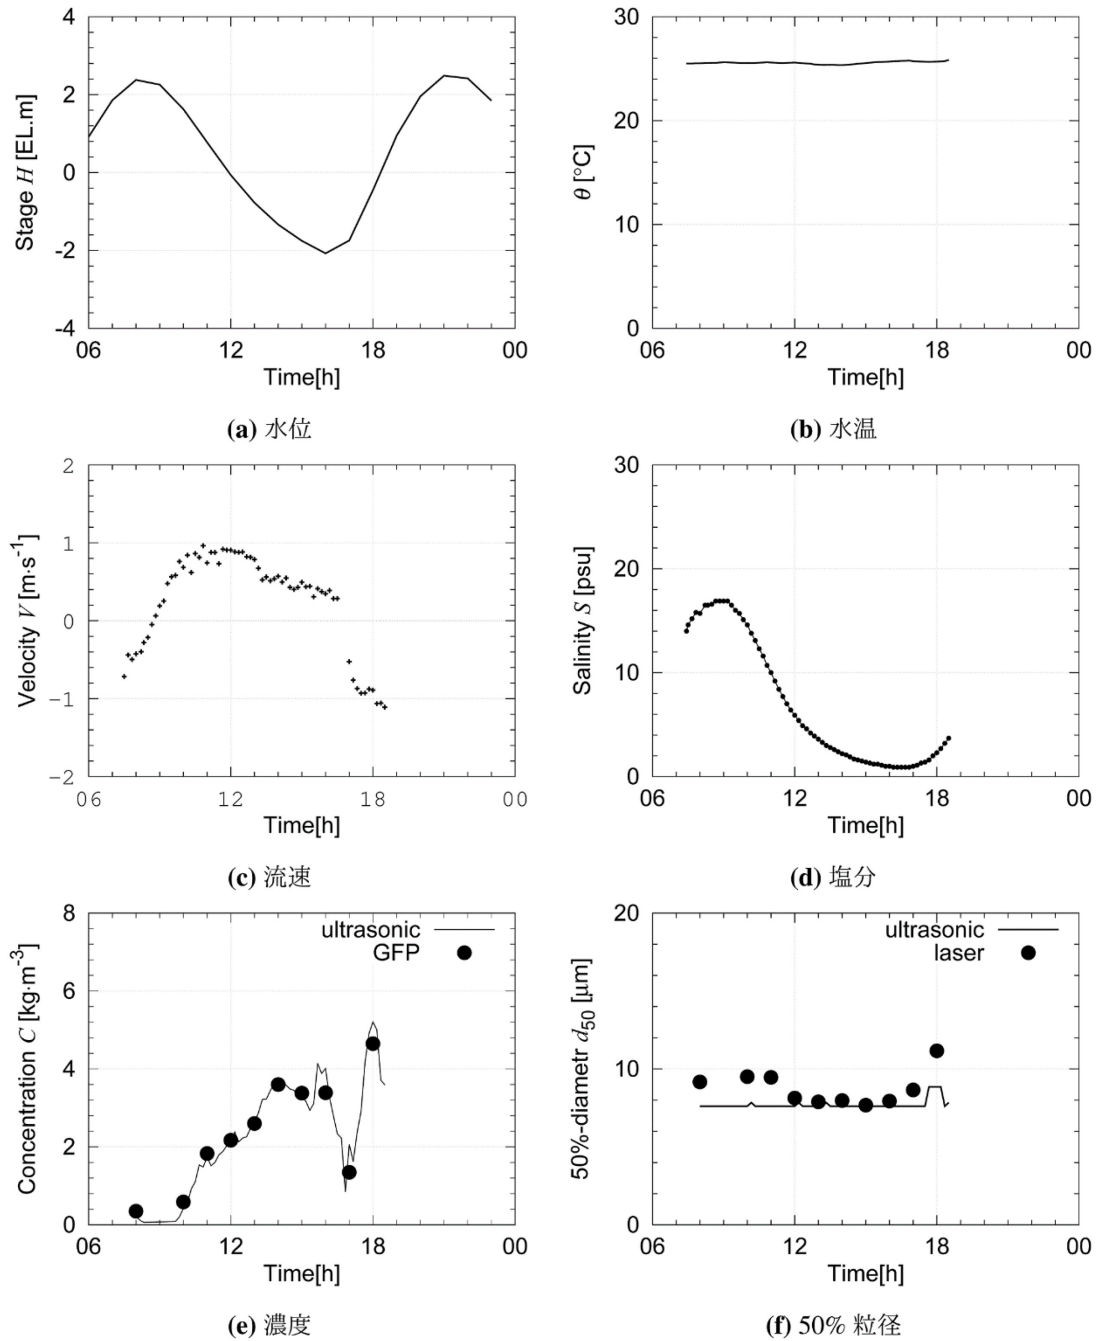 4
2
0
-2
-4
06
12
18
00
Stage H [EL.m]
Time[h]
(a) 水位
30
20
10
0
06
12
18
00
θ [°C]
Time[h]
(b) 水温
2
1
0
−1
−2
06
12
18
00
Velocity V [m·s-1]
Time[h]
(c) 流速
30
20
10
0
06
12
18
00
Salinity S [psu]
Time[h]
(d) 塩分
8
6
4
2
0
06
12
18
00
Concentration C [kg·m-3]
ultrasonic
GFP
Time[h]
(e) 濃度
20
10
0
06
12
18
00
50%-diametr d50 [μm]
ultrasonic
laser
Time[h]
(f) 50% 粒径